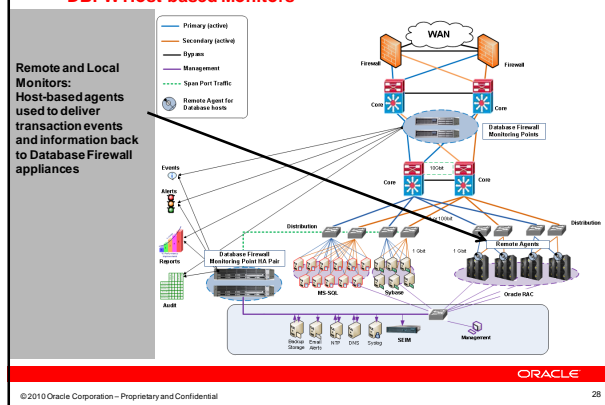 DBFW Host-based Monitors
Remote and Local
Monitors:
Host-based agents
used to deliver
transaction events
and information back
to Database Firewall
appliances
Primary (active)
Secondary (active)
Bypass
Management
Span Port Traffic
Remote Agent for
Database hosts
WAN
Firewall
Firewall
Core
Core
Database Firewall
Monitoring Points
10Gbit
Core
Core
Events
Alerts
Reports
Audit
Distribution
Distribution
Database Firewall
Monitoring Point HA Pair
1 Gbit
1 Gbit
Remote Agents
MS-SQL
Sybase
Oracle RAC
Backup
Storage
Email
Alerts
NTP
DNS
Syslog
SEIM
Management
ORACLE
©2010 Oracle Corporation – Proprietary and Confidential
28